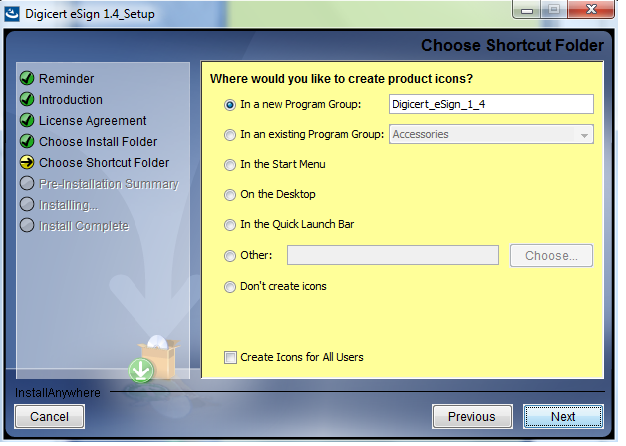 Digicert eSign 1.4_Setup
Choose Shortcut Folder
Reminder
Introduction
License Agreement
Choose Install Folder
Choose Shortcut Folder
Pre-Installation Summary
Installing...
Install Complete
Where would you like to create product icons?
In a new Program Group: Digicert_eSign_1_4
In an existing Program Group: Accessories
In the Start Menu
On the Desktop
In the Quick Launch Bar
Other: Choose...
Don't create icons
Create Icons for All Users
InstallAnywhere
Cancel Previous Next